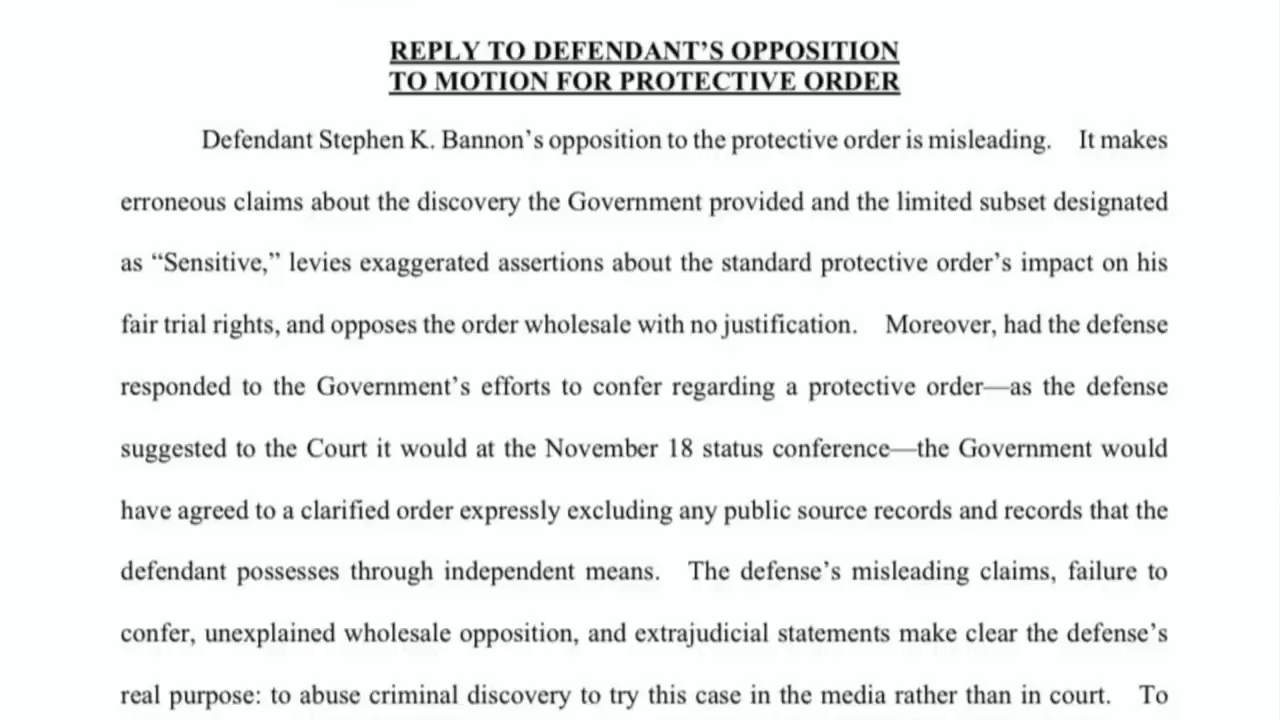 REPLY TO DEFENDANT’S OPPOSITION
TO MOTION FOR PROTECTIVE ORDER
Defendant Stephen K. Bannon’s opposition to the protective order is misleading. It makes
erroneous claims about the discovery the Government provided and the limited subset designated
as “Sensitive,” levies exaggerated assertions about the standard protective order’s impact on his
fair trial rights, and opposes the order wholesale with no justification. Moreover, had the defense
responded to the Government’s efforts to confer regarding a protective order—as the defense
suggested to the Court it would at the November 18 status conference—the Government would
have agreed to a clarified order expressly excluding any public source records and records that the
defendant possesses through independent means. The defense’s misleading claims, failure to
confer, unexplained wholesale opposition, and extrajudicial statements make clear the defense’s
real purpose: to abuse criminal discovery to try this case in the media rather than in court. To